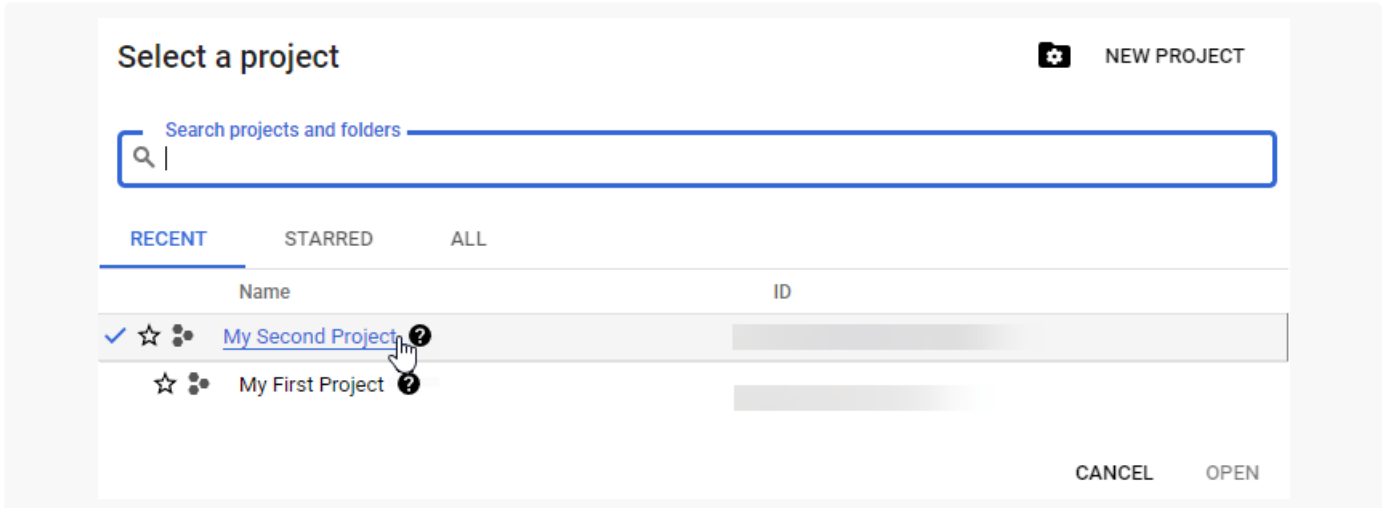 Select a project
NEW PROJECT
Search projects and folders
RECENT STARRED ALL
Name ID
My Second Project
My First Project
CANCEL OPEN